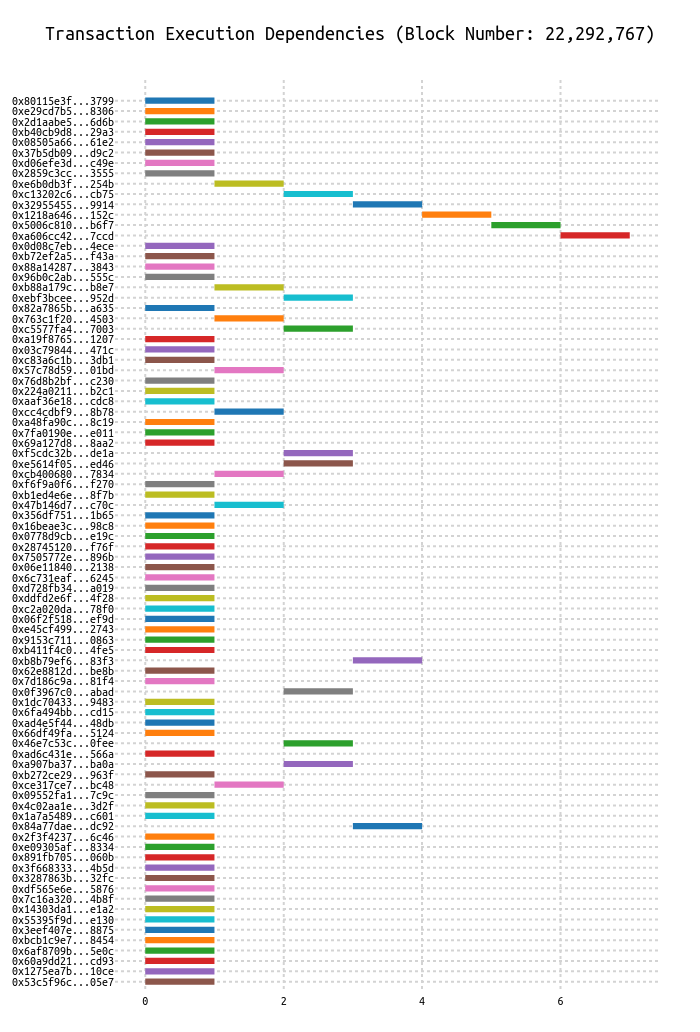 Transaction Execution Dependencies (Block Number: 22,292,767)
0x80115e3f...3799
0xe29cd7b5...8306
0x2d1aabe5...6d6b
0xb40cb9d8...29a3
0x08505a66...61e2
0x37b5db09...d9c2
0xd06efe3d...c49e
0x2859c3cc...3555
0xe6b0db3f...254b
0xc13202c6...cb75
0x32955455...9914
0x1218a646...152c
0x5006c810...b6f7
0xa606cc42...7ccd
0x0d08c7eb...4ece
0xb72ef2a5...f43a
0x88a14287...3843
0x96b0c2ab...555c
0xb88a179c...b8e7
0xebf3bcee...952d
0x82a7865b...a635
0x763c1f20...4503
0xc5577fa4...7003
0xa19f8765...1207
0x03c79844...471c
0xc83a6c1b...3db1
0x57c78d59...01bd
0x76d8b2bf...c230
0x224a0211...b2c1
0xaaf36e18...cdc8
0xcc4cdbf9...8b78
0xa48fa90c...8c19
0x7fa0190e...e011
0x69a127d8...8aa2
0xf5cdc32b...de1a
0xe5614f05...ed46
0xcb400680...7834
0xf6f9a0f6...f270
0xb1ed4e6e...8f7b
0x47b146d7...c70c
0x356df751...1b65
0x16beae3c...98c8
0x0778d9cb...e19c
0x28745120...f76f
0x7505772e...896b
0x06e11840...2138
0x6c731eaf...6245
0xd728fb34...a019
0xddfd2e6f...4f28
0xc2a020da...78f0
0x06f2f518...ef9d
0xe45cf499...2743
0x9153c711...0863
0xb411f4c0...4fe5
0xb8b79ef6...83f3
0x62e8812d...be8b
0x7d186c9a...81f4
0x0f3967c0...abad
0x1dc70433...9483
0x6fa494bb...cd15
0xad4e5f44...48db
0x66df49fa...5124
0x46e7c53c...0fee
0xad6c431e...566a
0xa907ba37...ba0a
0xb272ce29...963f
0xce317ce7...bc48
0x09552fa1...7c9c
0x4c02aa1e...3d2f
0x1a7a5489...c601
0x84a77dae...dc92
0x2f3f4237...6c46
0xe09305af...8334
0x891fb705...060b
0x3f668333...4b5d
0x3287863b...32fc
0xdf565e6e...5876
0x7c16a320...4b8f
0x14303da1...e1a2
0x55395f9d...e130
0x3eef407e...8875
0xbcb1c9e7...8454
0x6af8709b...5e0c
0x60a9dd21...cd93
0x1275ea7b...10ce
0x53c5f96c...05e7
0 2 4 6